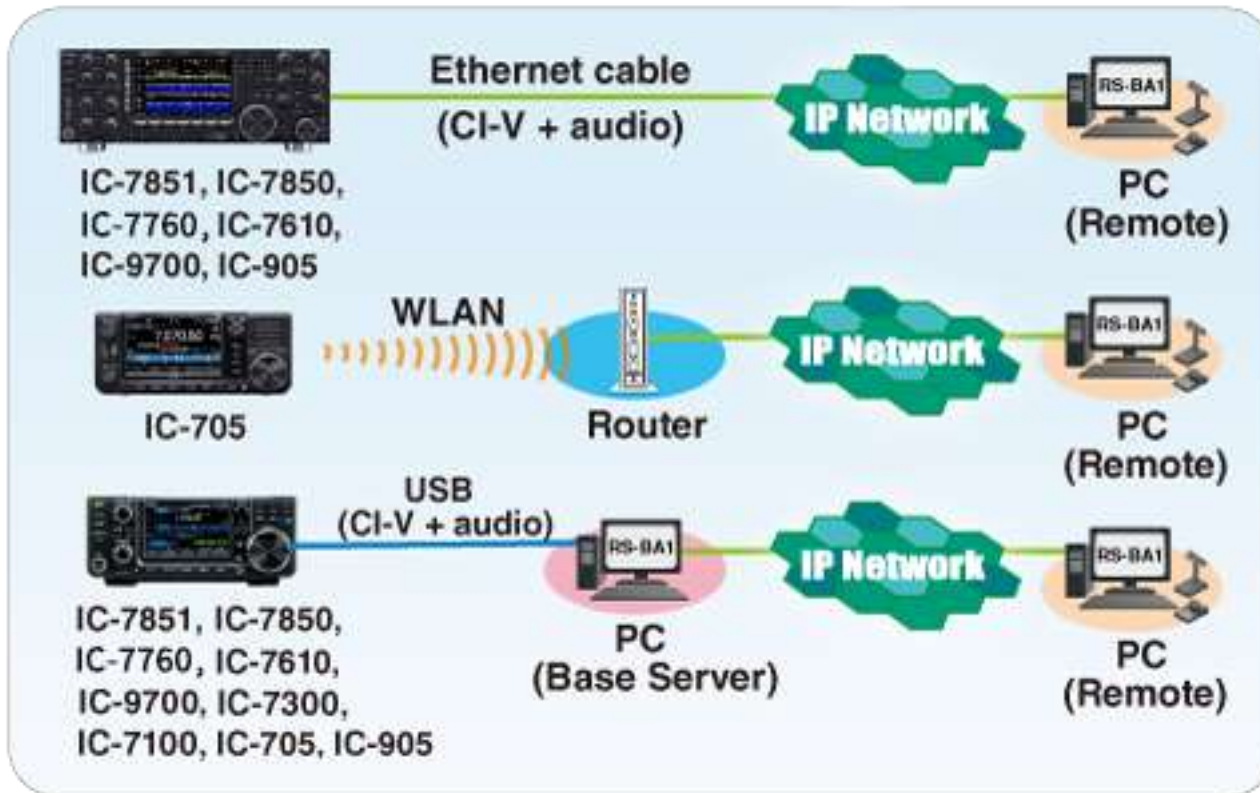 Ethernet cable
(CI-V + audio)
IP Network
RS-BA1
PC
(Remote)
IC-7851, IC-7850,
IC-7760, IC-7610,
IC-9700, IC-905
WLAN
7.070.00
IC-705
Router
IP Network
RS-BA1
PC
(Remote)
USB
(CI-V + audio)
RS-BA1
PC
(Base Server)
IP Network
RS-BA1
PC
(Remote)
IC-7851, IC-7850,
IC-7760, IC-7610,
IC-9700, IC-7300,
IC-7100, IC-705, IC-905